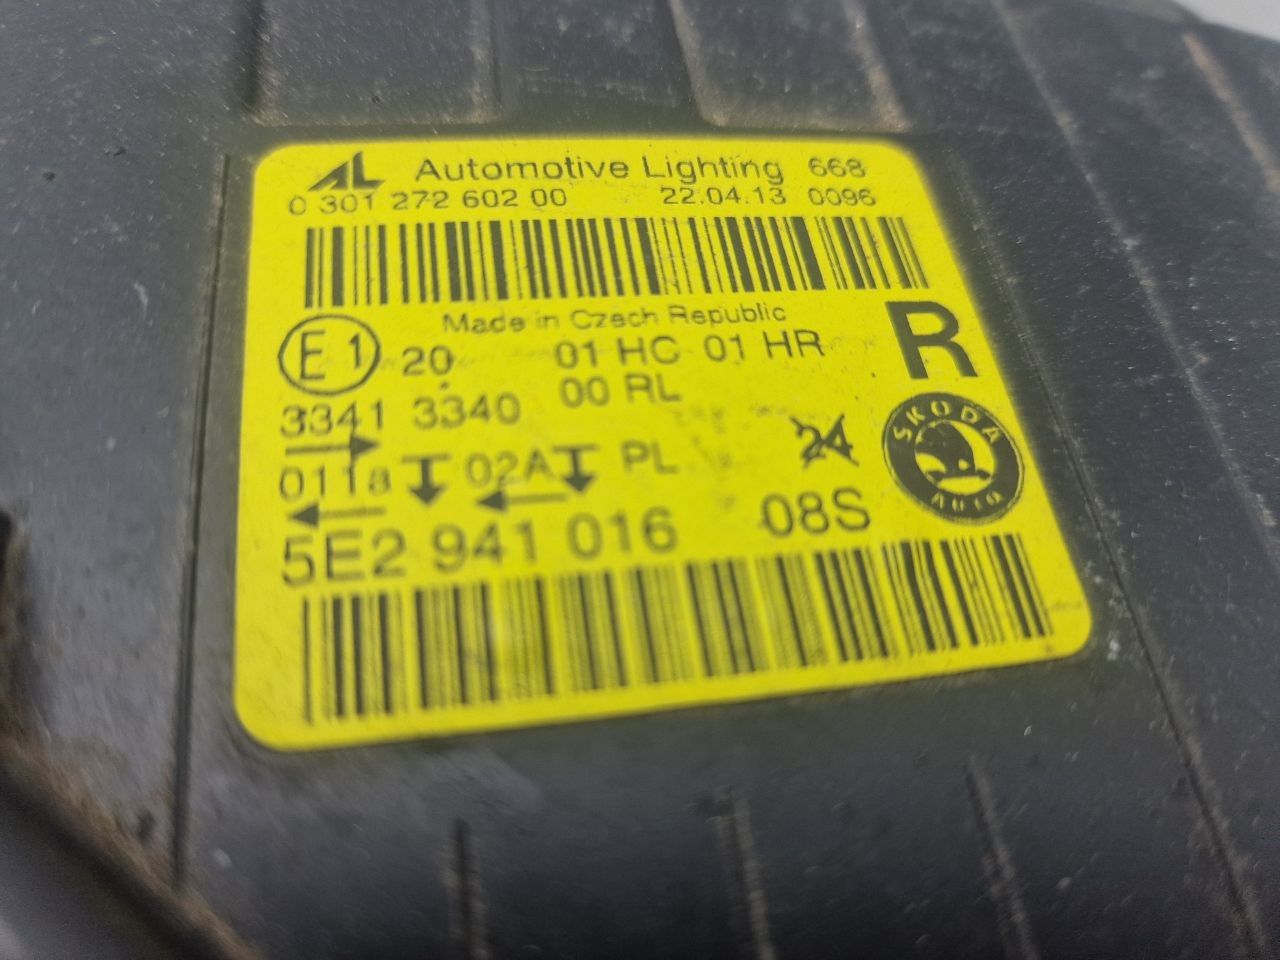 AL Automotive Lighting 668
0 301 272 602 00 22.04.13 0096
Made in Czech Republic
E1 20 01 HC 01 HR R
3341 3340 00 RL
011a 02A PL 24
SKODA
AUTO
5E2 941 016 08S